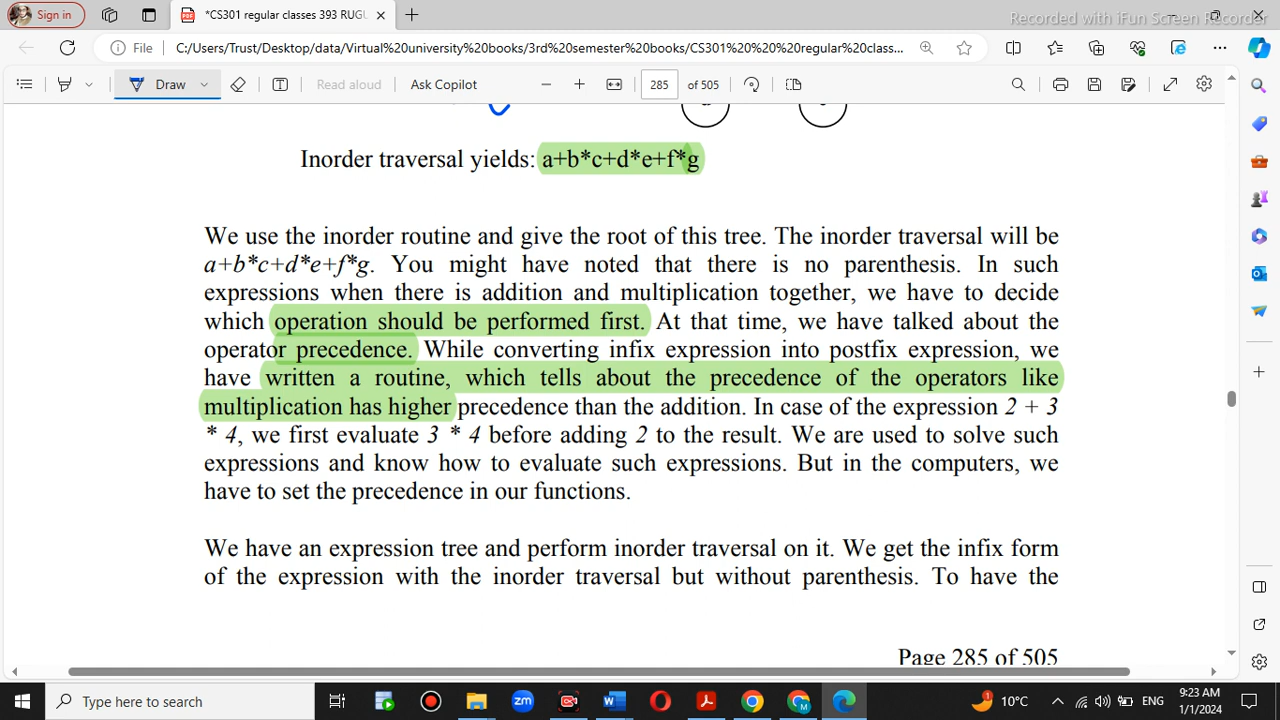 Sign in
*CS301 regular classes 393 RUGU
Recorded with iFun Screen Recorder
File
C:/Users/Trust/Desktop/data/Virtual%20university%20books/3rd%20semester%20books/CS301%20%20%20regular%20clas...
Draw
Read aloud
Ask Copilot
285
of 505
Inorder traversal yields: a+b*c+d*e+f*g
We use the inorder routine and give the root of this tree. The inorder traversal will be
a+b*c+d*e+f*g. You might have noted that there is no parenthesis. In such
expressions when there is addition and multiplication together, we have to decide
which operation should be performed first. At that time, we have talked about the
operator precedence. While converting infix expression into postfix expression, we
have written a routine, which tells about the precedence of the operators like
multiplication has higher precedence than the addition. In case of the expression 2 + 3
* 4, we first evaluate 3 * 4 before adding 2 to the result. We are used to solve such
expressions and know how to evaluate such expressions. But in the computers, we
have to set the precedence in our functions.
We have an expression tree and perform inorder traversal on it. We get the infix form
of the expression with the inorder traversal but without parenthesis. To have the
Page 285 of 505
Type here to search
zm
W
M
1
10°C
ENG
9:23 AM
1/1/2024